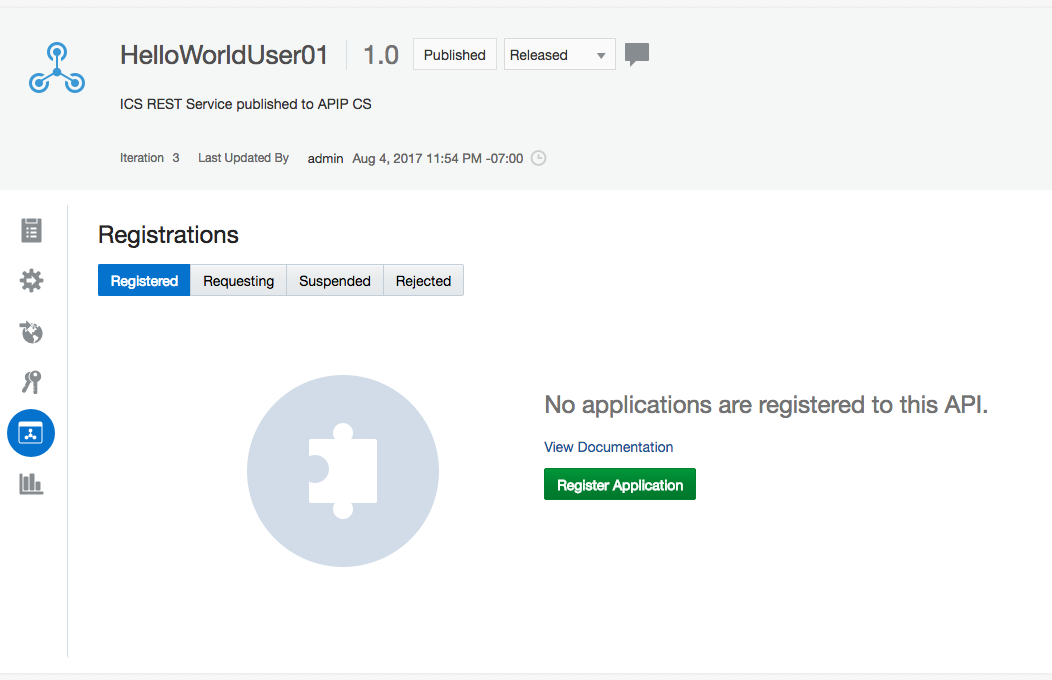 HelloWorldUser01 1.0 Published Released
ICS REST Service published to APIP CS
Iteration 3 Last Updated By admin Aug 4, 2017 11:54 PM -07:00
Registrations
Registered Requesting Suspended Rejected
No applications are registered to this API.
View Documentation
Register Application